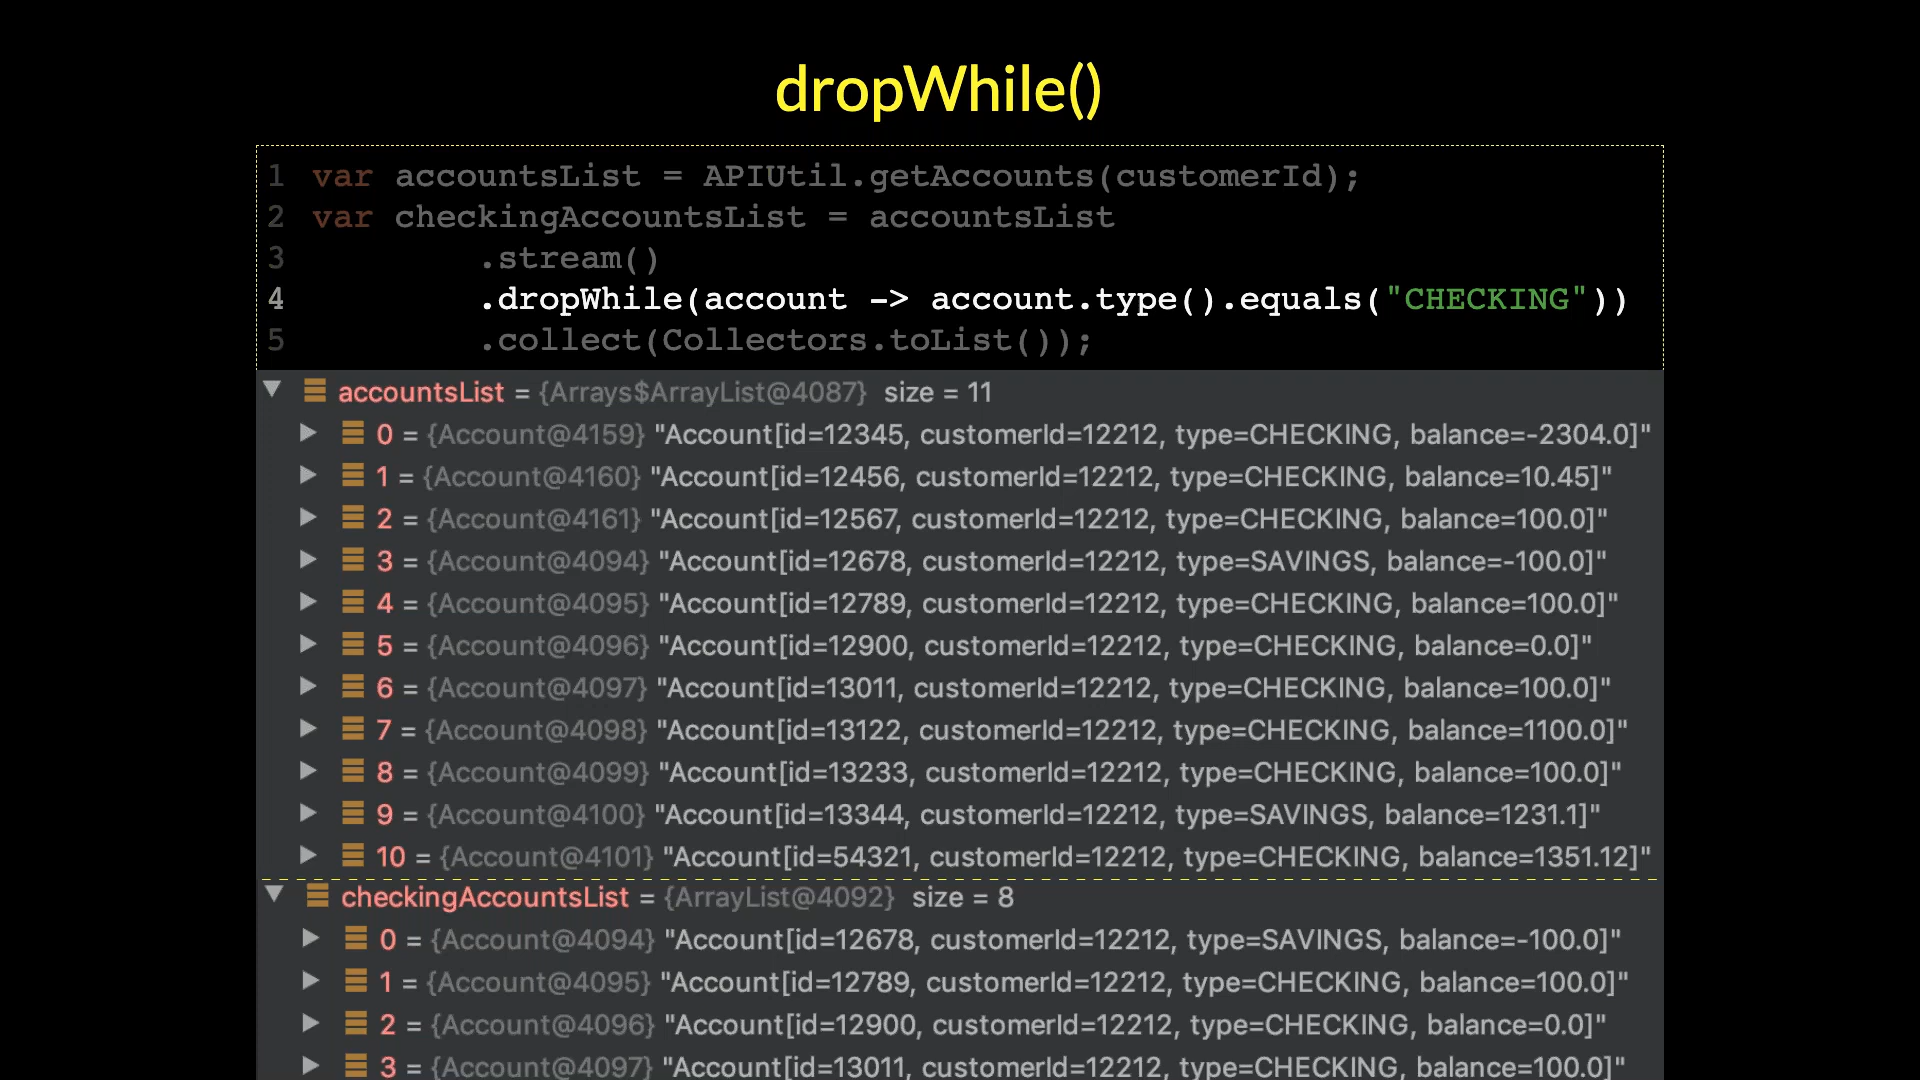 dropWhile()
1 var accountsList = APIUtil.getAccounts(customerId);
2 var checkingAccountsList = accountsList
3 .stream()
4 .dropWhile(account -> account.type().equals("CHECKING"))
5 .collect(Collectors.toList());
accountsList = {Arrays$ArrayList@4087} size = 11
0 = {Account@4159} "Account[id=12345, customerId=12212, type=CHECKING, balance=-2304.0]"
1 = {Account@4160} "Account[id=12456, customerId=12212, type=CHECKING, balance=10.45]"
2 = {Account@4161} "Account[id=12567, customerId=12212, type=CHECKING, balance=100.0]"
3 = {Account@4094} "Account[id=12678, customerId=12212, type=SAVINGS, balance=-100.0]"
4 = {Account@4095} "Account[id=12789, customerId=12212, type=CHECKING, balance=100.0]"
5 = {Account@4096} "Account[id=12900, customerId=12212, type=CHECKING, balance=0.0]"
6 = {Account@4097} "Account[id=13011, customerId=12212, type=CHECKING, balance=100.0]"
7 = {Account@4098} "Account[id=13122, customerId=12212, type=CHECKING, balance=1100.0]"
8 = {Account@4099} "Account[id=13233, customerId=12212, type=CHECKING, balance=100.0]"
9 = {Account@4100} "Account[id=13344, customerId=12212, type=SAVINGS, balance=1231.1]"
10 = {Account@4101} "Account[id=54321, customerId=12212, type=CHECKING, balance=1351.12]"
checkingAccountsList = {ArrayList@4092} size = 8
0 = {Account@4094} "Account[id=12678, customerId=12212, type=SAVINGS, balance=-100.0]"
1 = {Account@4095} "Account[id=12789, customerId=12212, type=CHECKING, balance=100.0]"
2 = {Account@4096} "Account[id=12900, customerId=12212, type=CHECKING, balance=0.0]"
3 = {Account@4097} "Account[id=13011, customerId=12212, type=CHECKING, balance=100.0]"